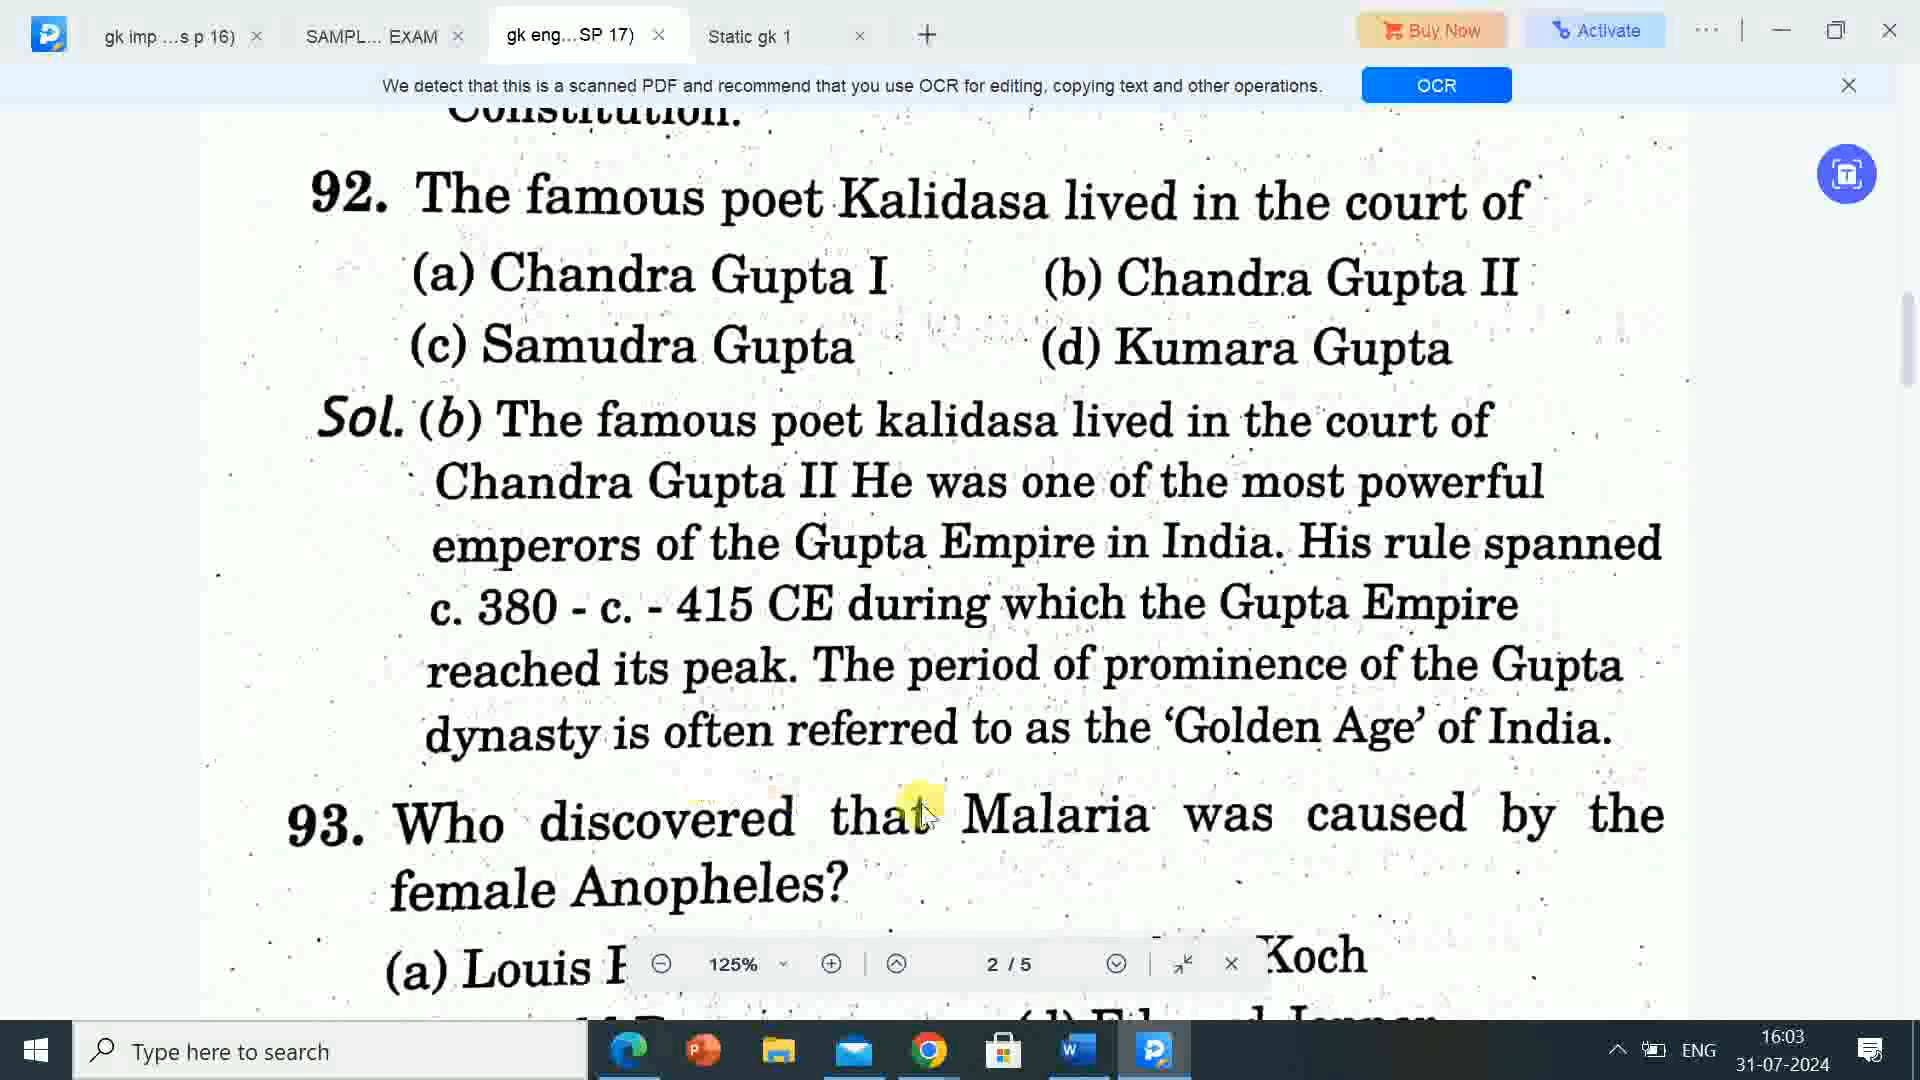 gk imp ...s p 16)
SAMPL... EXAM
gk eng...SP 17)
Static gk 1
Buy Now
Activate
We detect that this is a scanned PDF and recommend that you use OCR for editing, copying text and other operations.
OCR
Constitution.
92. The famous poet Kalidasa lived in the court of
(a) Chandra Gupta I (b) Chandra Gupta II
(c) Samudra Gupta (d) Kumara Gupta
Sol. (b) The famous poet kalidasa lived in the court of
Chandra Gupta II He was one of the most powerful
emperors of the Gupta Empire in India. His rule spanned
c. 380 - c. - 415 CE during which the Gupta Empire
reached its peak. The period of prominence of the Gupta
dynasty is often referred to as the ‘Golden Age’ of India.
93. Who discovered that Malaria was caused by the
female Anopheles?
(a) Louis Koch
125%
2 / 5
Type here to search
ENG
16:03
31-07-2024